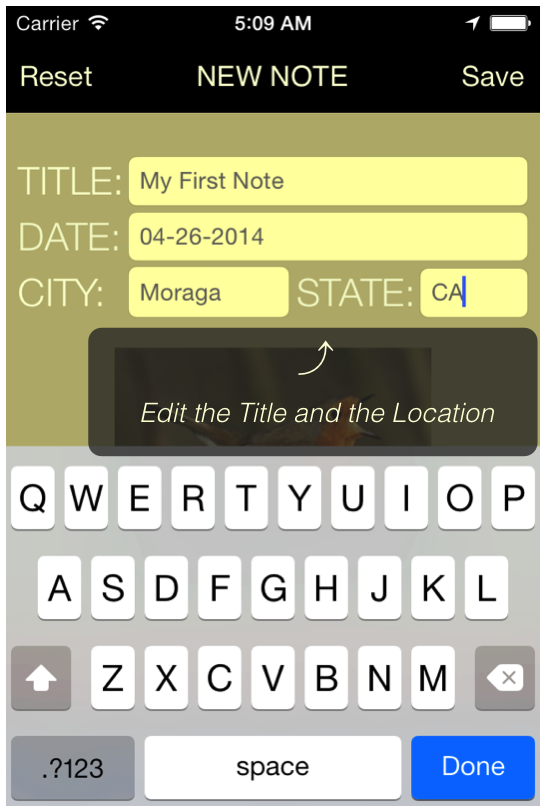 Carrier 5:09 AM
Reset NEW NOTE Save
TITLE: My First Note
DATE: 04-26-2014
CITY: Moraga STATE: CA
Edit the Title and the Location
Q W E R T Y U I O P
A S D F G H J K L
Z X C V B N M
.?123 space Done